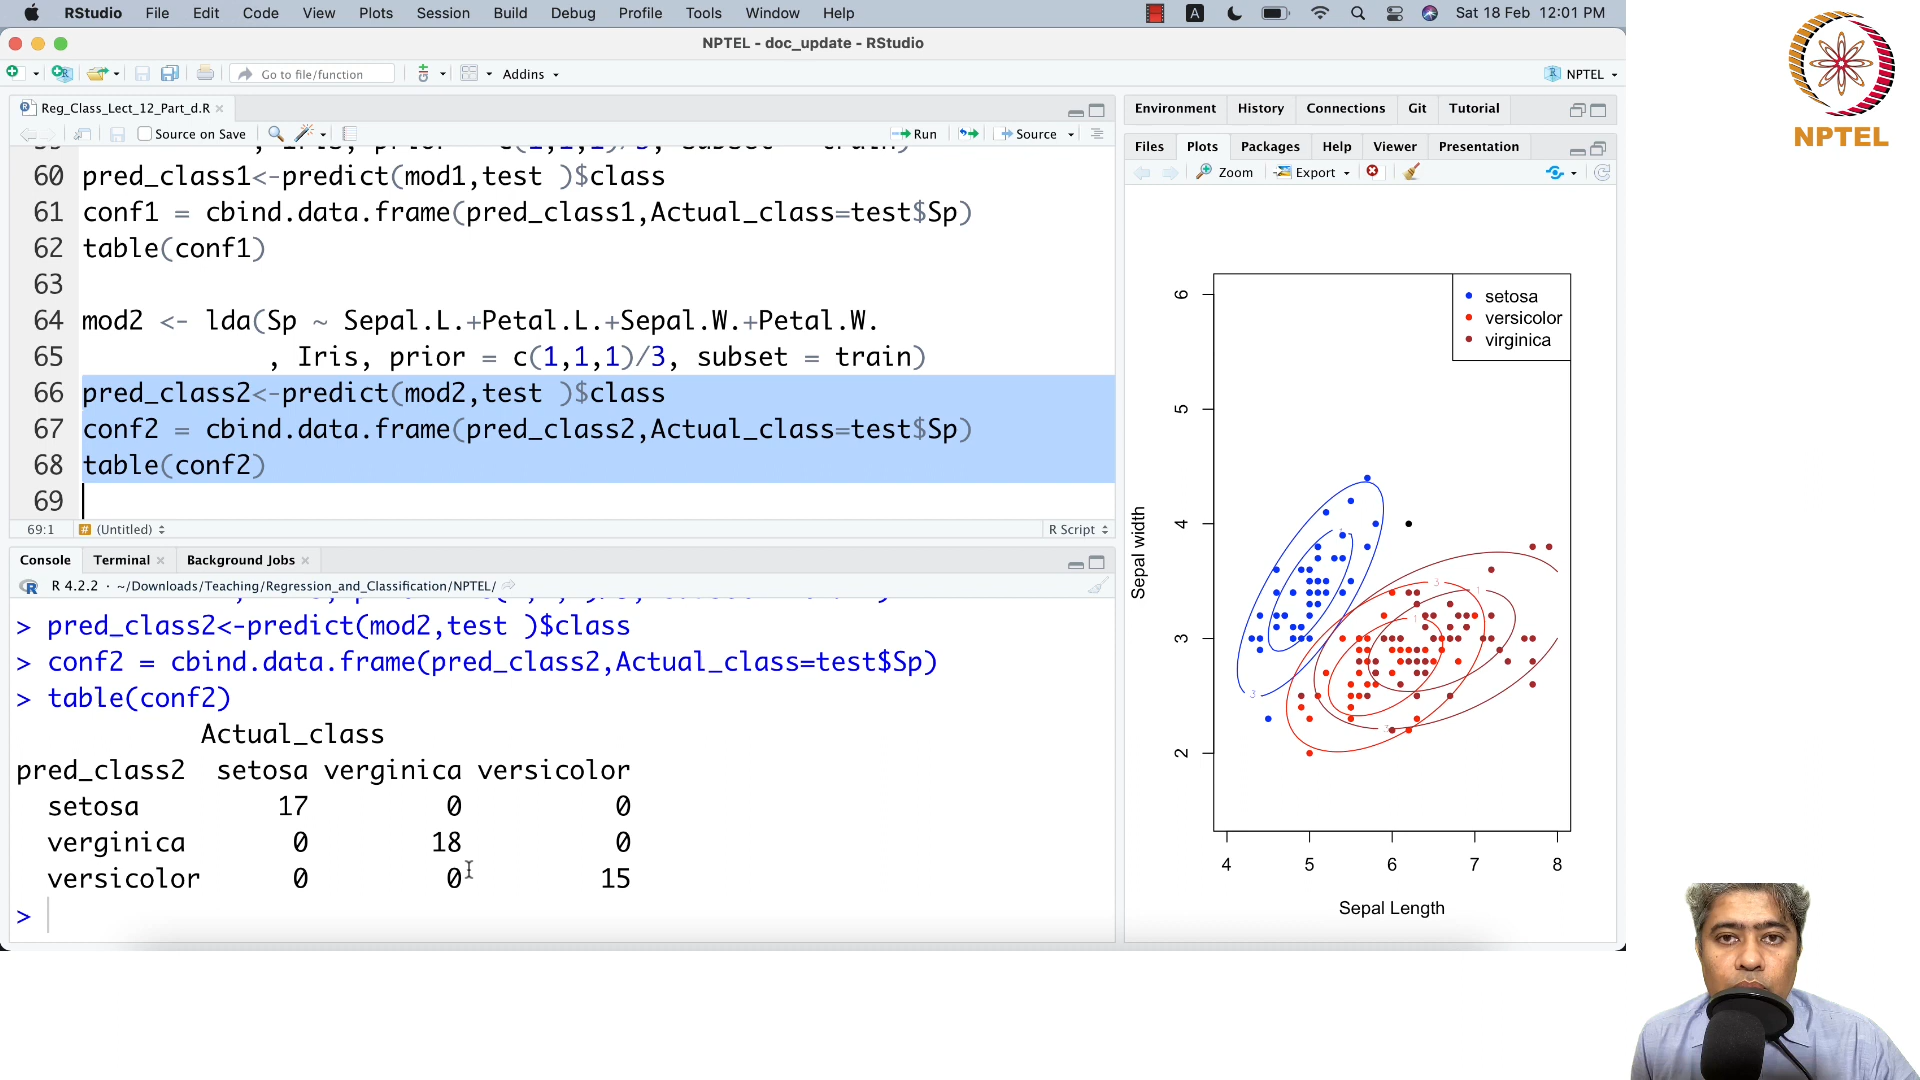 RStudio File Edit Code View Plots Session Build Debug Profile Tools Window Help A Sat 18 Feb 12:01 PM
NPTEL - doc_update - RStudio
Go to file/function Addins NPTEL
Reg_Class_Lect_12_Part_d.R
Source on Save Run Source
60 pred_class1<-predict(mod1,test )$class
61 conf1 = cbind.data.frame(pred_class1,Actual_class=test$Sp)
62 table(conf1)
63
64 mod2 <- lda(Sp ~ Sepal.L.+Petal.L.+Sepal.W.+Petal.W.
65 , Iris, prior = c(1,1,1)/3, subset = train)
66 pred_class2<-predict(mod2,test )$class
67 conf2 = cbind.data.frame(pred_class2,Actual_class=test$Sp)
68 table(conf2)
69
69:1 # (Untitled) R Script
Console Terminal Background Jobs
R R 4.2.2 · ~/Downloads/Teaching/Regression_and_Classification/NPTEL/
> pred_class2<-predict(mod2,test )$class
> conf2 = cbind.data.frame(pred_class2,Actual_class=test$Sp)
> table(conf2)
Actual_class
pred_class2 setosa verginica versicolor
setosa 17 0 0
verginica 0 18 0
versicolor 0 0 15
>
Environment History Connections Git Tutorial
Files Plots Packages Help Viewer Presentation
Zoom Export
setosa
versicolor
virginica
6
5
4
3
2
Sepal width
4 5 6 7 8
Sepal Length
NPTEL